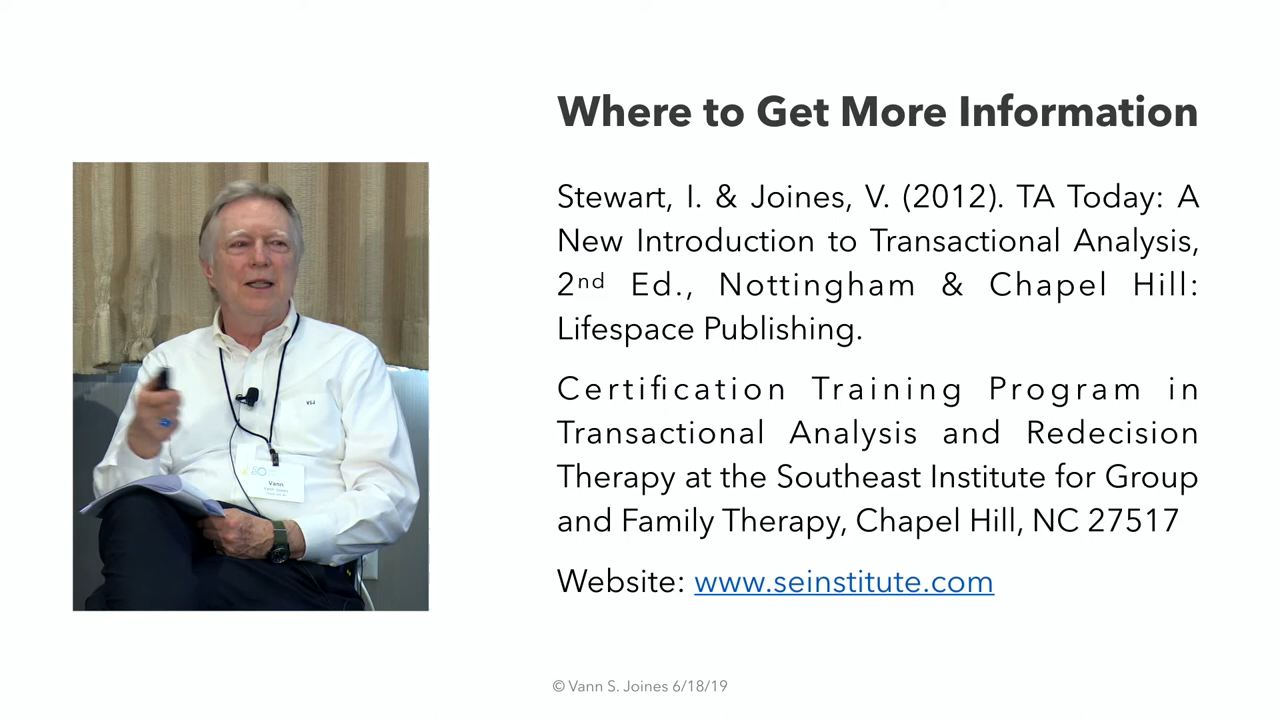 Where to Get More Information
Stewart, I. & Joines, V. (2012). TA Today: A
New Introduction to Transactional Analysis,
2nd Ed., Nottingham & Chapel Hill:
Lifespace Publishing.
Certification Training Program in
Transactional Analysis and Redecision
Therapy at the Southeast Institute for Group
and Family Therapy, Chapel Hill, NC 27517
Website: www.seinstitute.com
VSJ
Vann
© Vann S. Joines 6/18/19